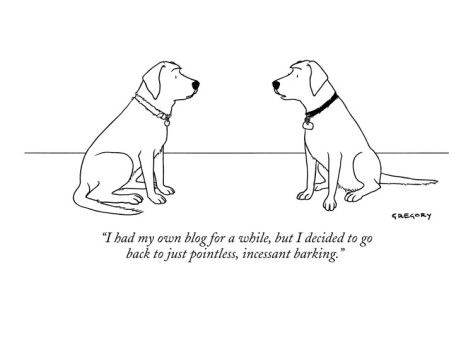 GREGORY
“I had my own blog for a while, but I decided to go
back to just pointless, incessant barking.”